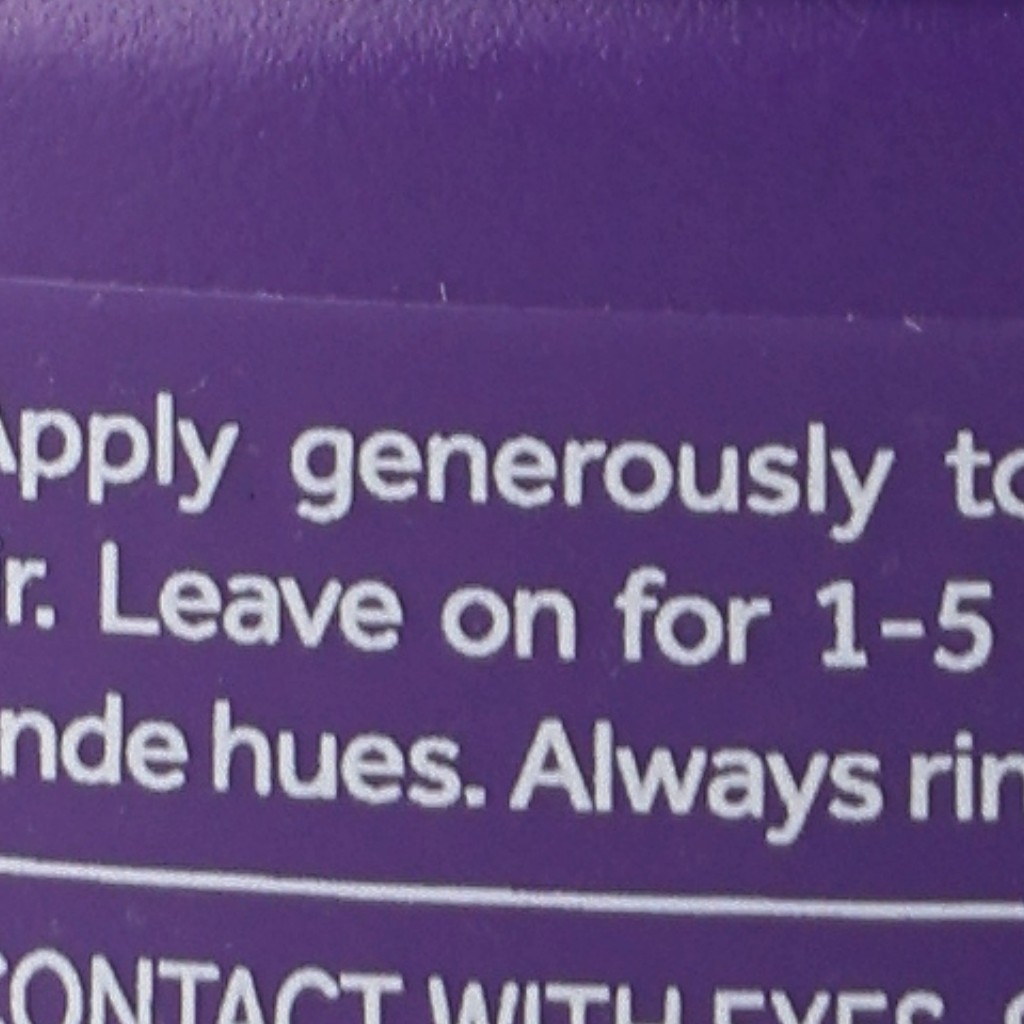 Apply generously to
r. Leave on for 1-5
nde hues. Always rin
CONTACT WITH EYES.